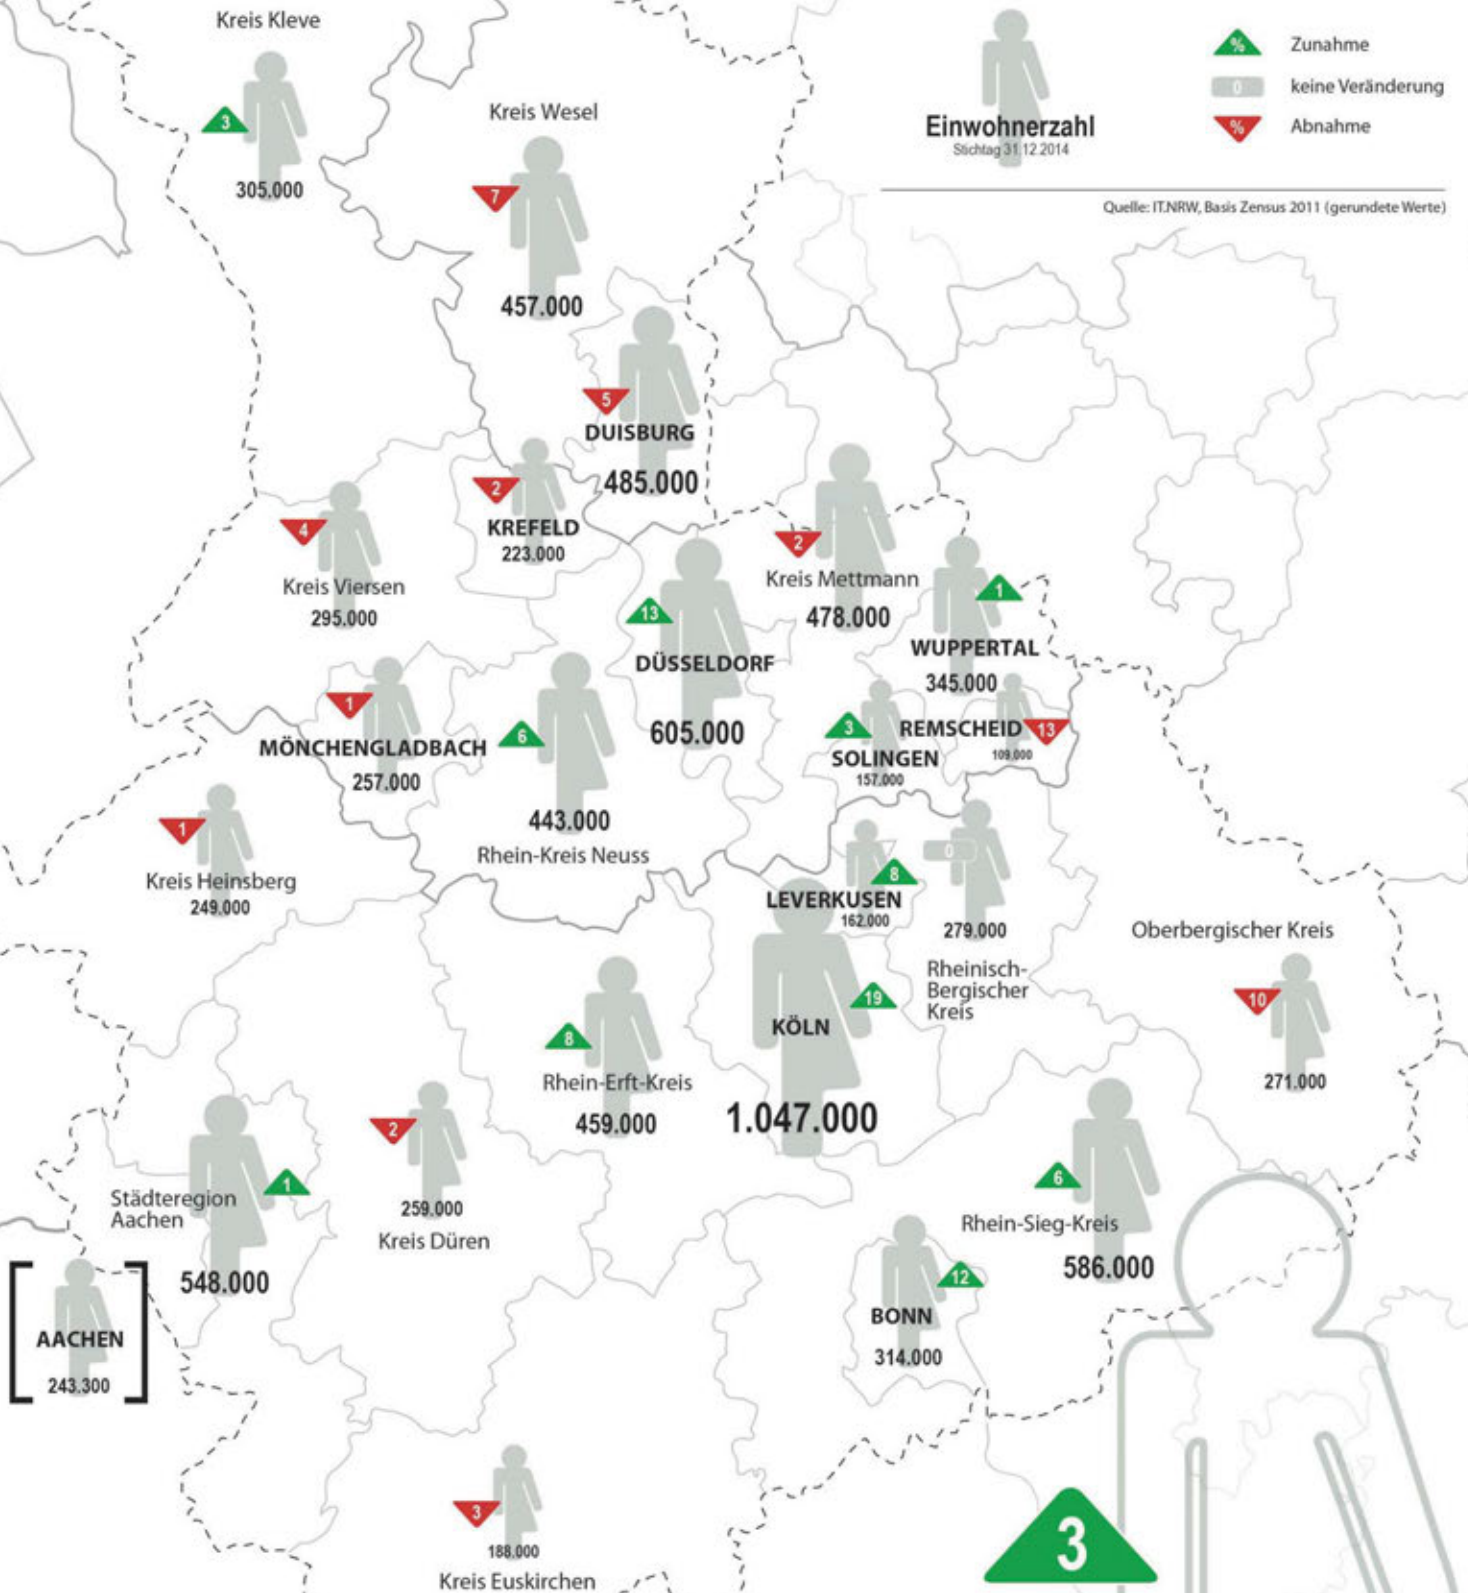 Kreis Kleve
3
305.000
Kreis Wesel
7
457.000
Einwohnerzahl
Stichtag 31.12.2014
% Zunahme
0 keine Veränderung
% Abnahme
Quelle: IT.NRW, Basis Zensus 2011 (gerundete Werte)
5
DUISBURG
485.000
2
KREFELD
223.000
4
Kreis Viersen
295.000
2
Kreis Mettmann
478.000
13
DÜSSELDORF
605.000
1
WUPPERTAL
345.000
1
MÖNCHENGLADBACH
257.000
6
443.000
Rhein-Kreis Neuss
3
SOLINGEN
157.000
REMSCHEID
13
109.000
1
Kreis Heinsberg
249.000
8
LEVERKUSEN
162.000
0
279.000
Rheinisch-
Bergischer
Kreis
Oberbergischer Kreis
10
271.000
19
KÖLN
1.047.000
8
Rhein-Erft-Kreis
459.000
2
259.000
Kreis Düren
1
Städteregion
Aachen
548.000
AACHEN
243.300
6
Rhein-Sieg-Kreis
586.000
12
BONN
314.000
3
188.000
Kreis Euskirchen
3